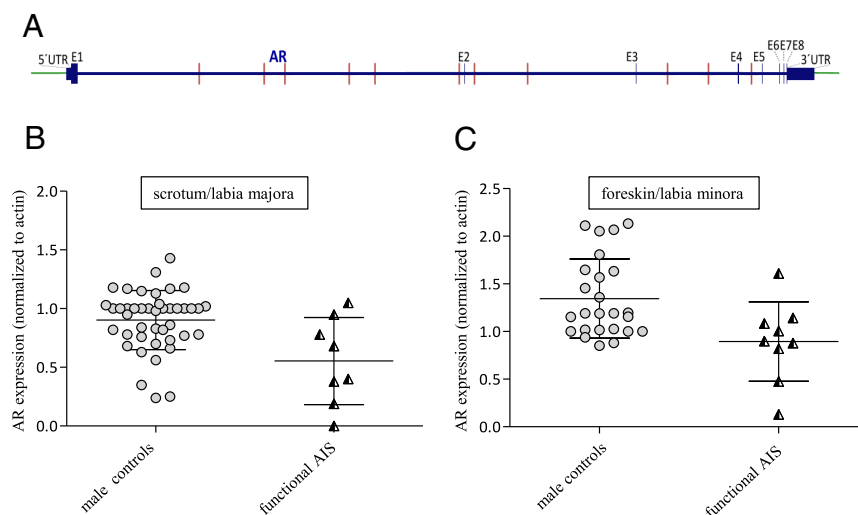 A
5´UTR E1 AR E2 E3 E4 E5 E6E7E8 3´UTR
B
scrotum/labia majora
AR expression (normalized to actin)
2.0
1.5
1.0
0.5
0.0
male controls
functional AIS
C
foreskin/labia minora
AR expression (normalized to actin)
2.5
2.0
1.5
1.0
0.5
0.0
male controls
functional AIS